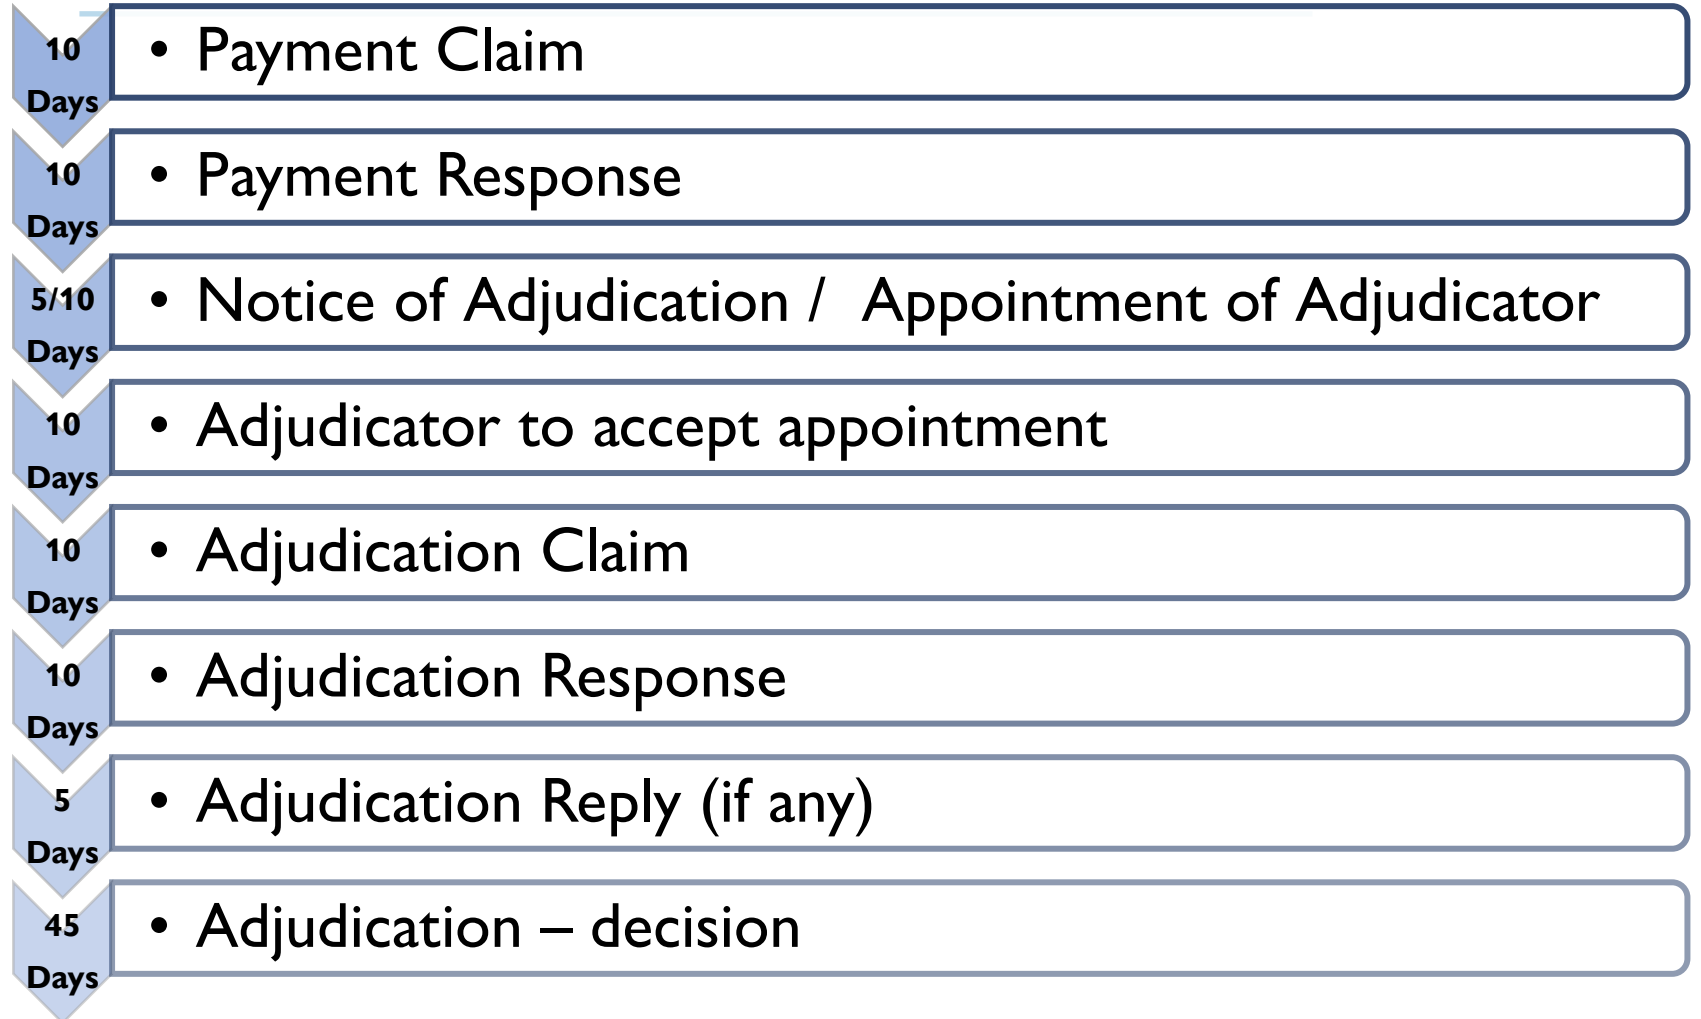 10
Days
• Payment Claim
10
Days
• Payment Response
5/10
Days
• Notice of Adjudication /  Appointment of Adjudicator
10
Days
• Adjudicator to accept appointment
10
Days
• Adjudication Claim
10
Days
• Adjudication Response
5
Days
• Adjudication Reply (if any)
45
Days
• Adjudication – decision